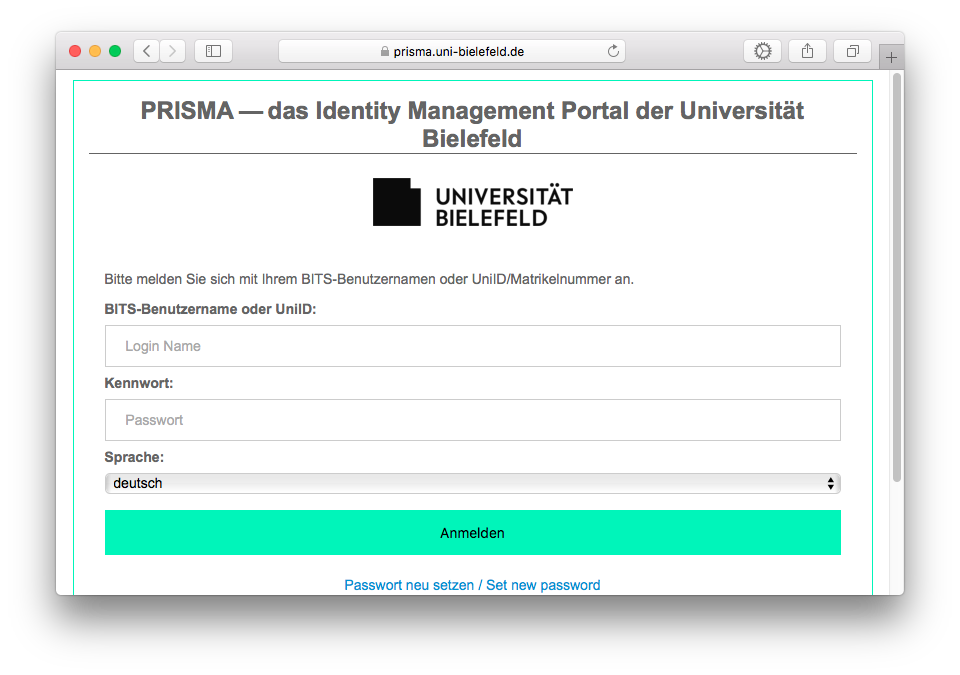 prisma.uni-bielefeld.de
PRISMA — das Identity Management Portal der Universität
Bielefeld
UNIVERSITÄT
BIELEFELD
Bitte melden Sie sich mit Ihrem BITS-Benutzernamen oder UniID/Matrikelnummer an.
BITS-Benutzername oder UniID:
Login Name
Kennwort:
Passwort
Sprache:
deutsch
Anmelden
Passwort neu setzen / Set new password